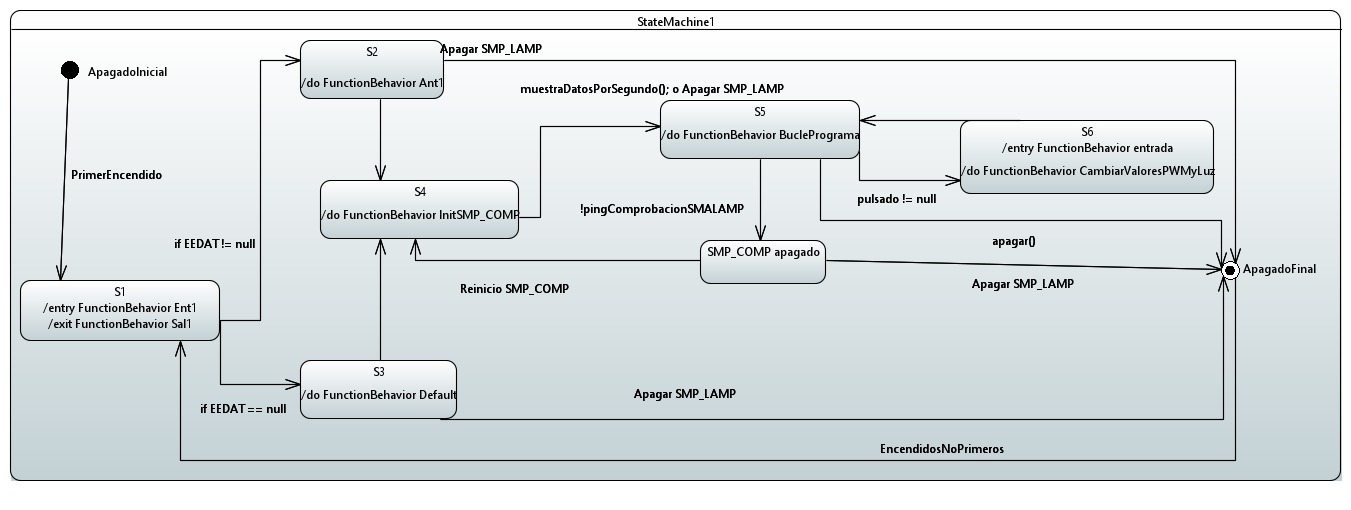 StateMachine1
ApagadoInicial
PrimerEncendido
S1
/entry FunctionBehavior Ent1
/exit FunctionBehavior Sal1
if EEDAT != null
if EEDAT == null
S2
/do FunctionBehavior Ant1
Apagar SMP_LAMP
S4
/do FunctionBehavior InitSMP_COMP
S3
/do FunctionBehavior Default
muestraDatosPorSegundo(); o Apagar SMP_LAMP
S5
/do FunctionBehavior BuclePrograma
S6
/entry FunctionBehavior entrada
/do FunctionBehavior CambiarValoresPWMyLuz
pulsado != null
!pingComprobacionSMALAMP
SMP_COMP apagado
apagar()
ApagadoFinal
Apagar SMP_LAMP
Reinicio SMP_COMP
Apagar SMP_LAMP
EncendidosNoPrimeros